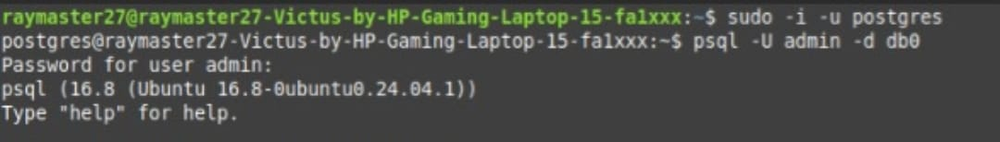 raymaster27@raymaster27-Victus-by-HP-Gaming-Laptop-15-fa1xxx:~$ sudo -i -u postgres
postgres@raymaster27-Victus-by-HP-Gaming-Laptop-15-fa1xxx:~$ psql -U admin -d db0
Password for user admin:
psql (16.8 (Ubuntu 16.8-0ubuntu0.24.04.1))
Type "help" for help.